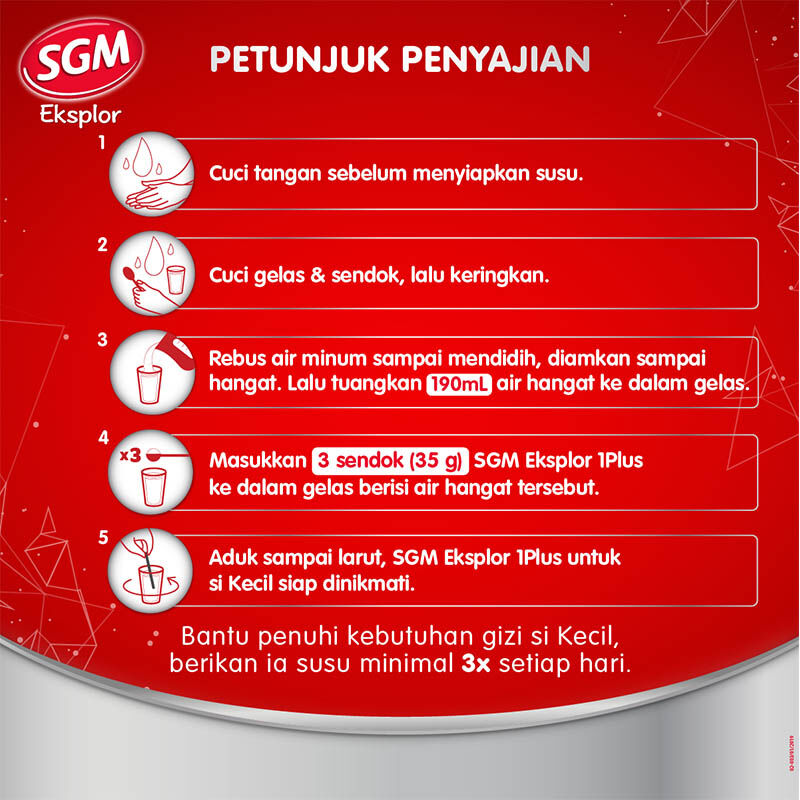 SGM
Eksplor
PETUNJUK PENYAJIAN
1
Cuci tangan sebelum menyiapkan susu.
2
Cuci gelas & sendok, lalu keringkan.
3
Rebus air minum sampai mendidih, diamkan sampai
hangat. Lalu tuangkan 190mL air hangat ke dalam gelas.
4
x3
Masukkan 3 sendok (35 g) SGM Eksplor 1Plus
ke dalam gelas berisi air hangat tersebut.
5
Aduk sampai larut, SGM Eksplor 1Plus untuk
si Kecil siap dinikmati.
Bantu penuhi kebutuhan gizi si Kecil,
berikan ia susu minimal 3x setiap hari.